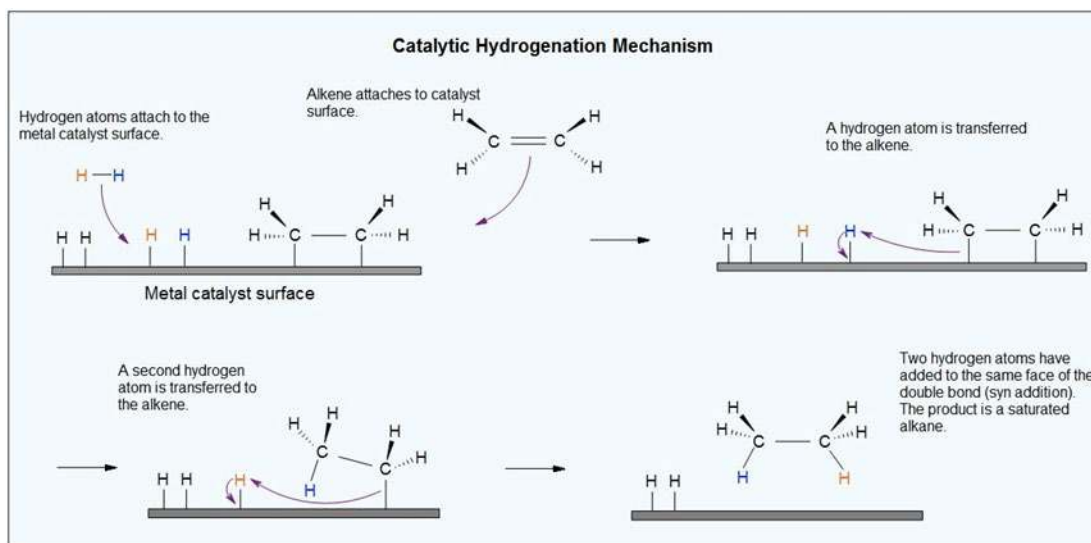 Catalytic Hydrogenation Mechanism
Hydrogen atoms attach to the
metal catalyst surface.
Alkene attaches to catalyst
surface.
A hydrogen atom is transferred
to the alkene.
H H
C C
H H
H H
H H H H
H H H H C C H
H H H H H C C H
Metal catalyst surface
A second hydrogen
atom is transferred to
the alkene.
Two hydrogen atoms have
added to the same face of the
double bond (syn addition).
The product is a saturated
alkane.
H H H
C
H
C
H H H H
H H
H C C H
H H
H H